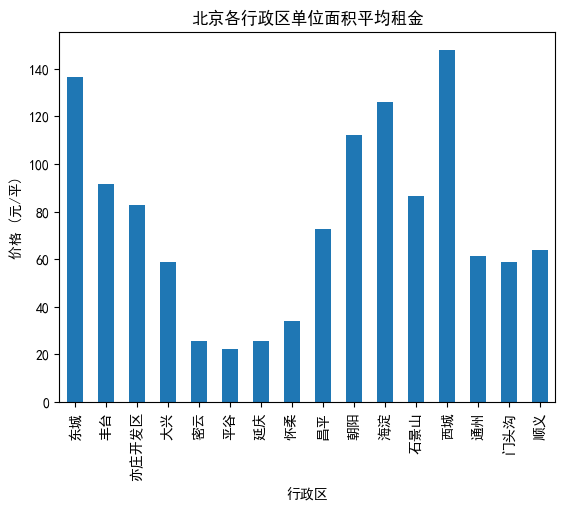 北京各行政区单位面积平均租金
价格 (元/平)
140
120
100
80
60
40
20
0
东城
丰台
亦庄开发区
大兴
密云
平谷
延庆
怀柔
昌平
朝阳
海淀
石景山
西城
通州
门头沟
顺义
行政区